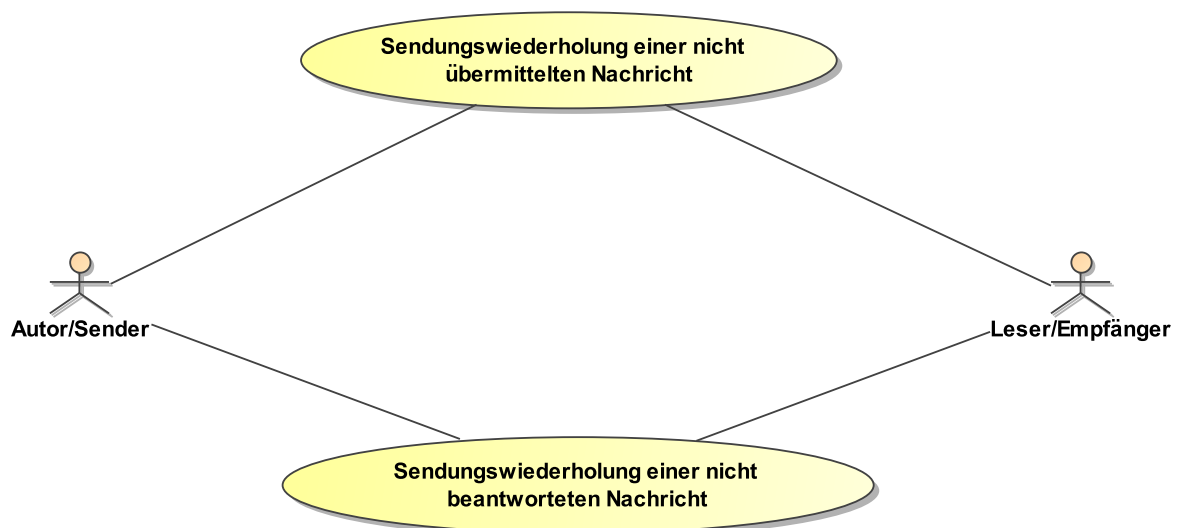 Sendungswiederholung einer nicht
übermittelten Nachricht
Autor/Sender
Leser/Empfänger
Sendungswiederholung einer nicht
beantworteten Nachricht